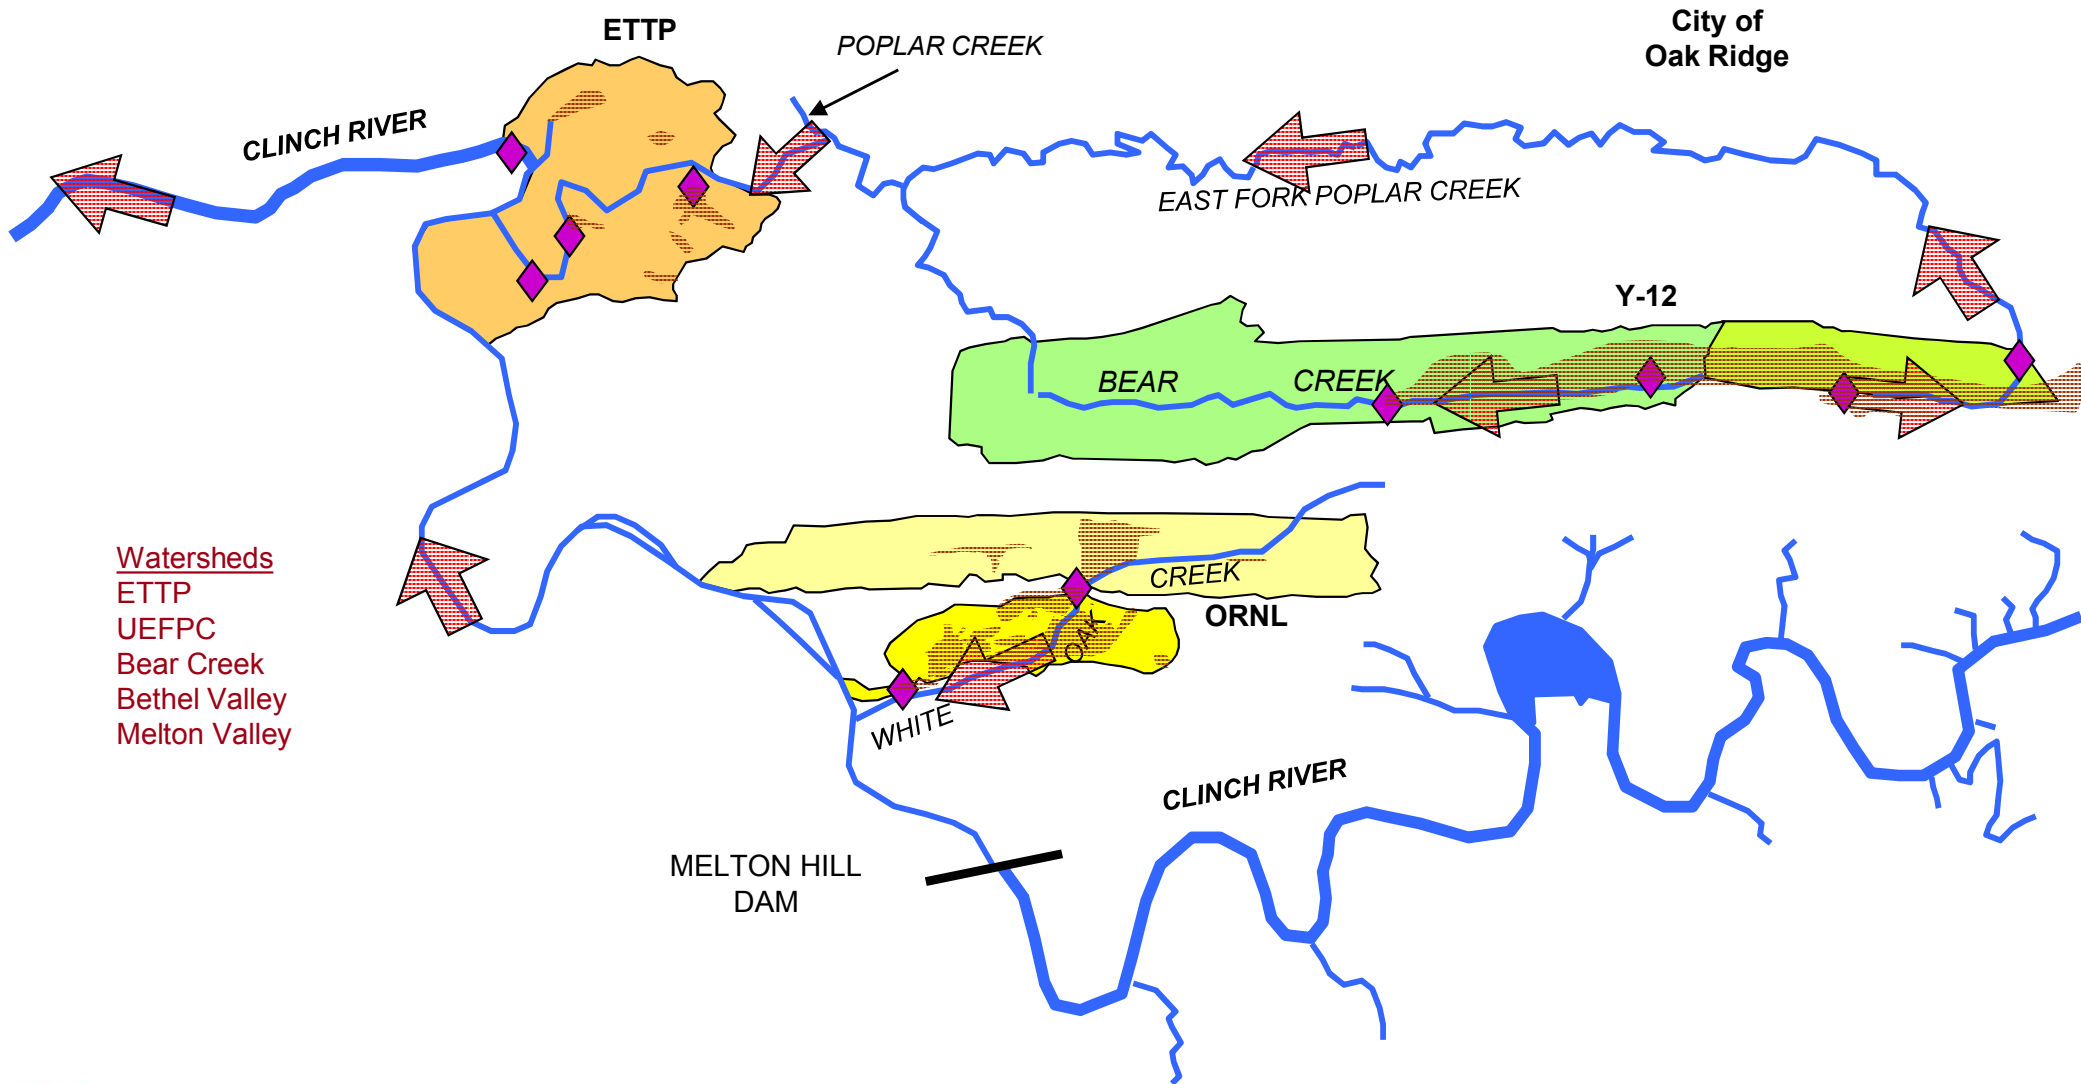 ETTP
POPLAR CREEK
City of
Oak Ridge
CLINCH RIVER
EAST FORK POPLAR CREEK
Y-12
BEAR CREEK
Watersheds
ETTP
UEFPC
Bear Creek
Bethel Valley
Melton Valley
CREEK
ORNL
OAK
WHITE
CLINCH RIVER
MELTON HILL
DAM